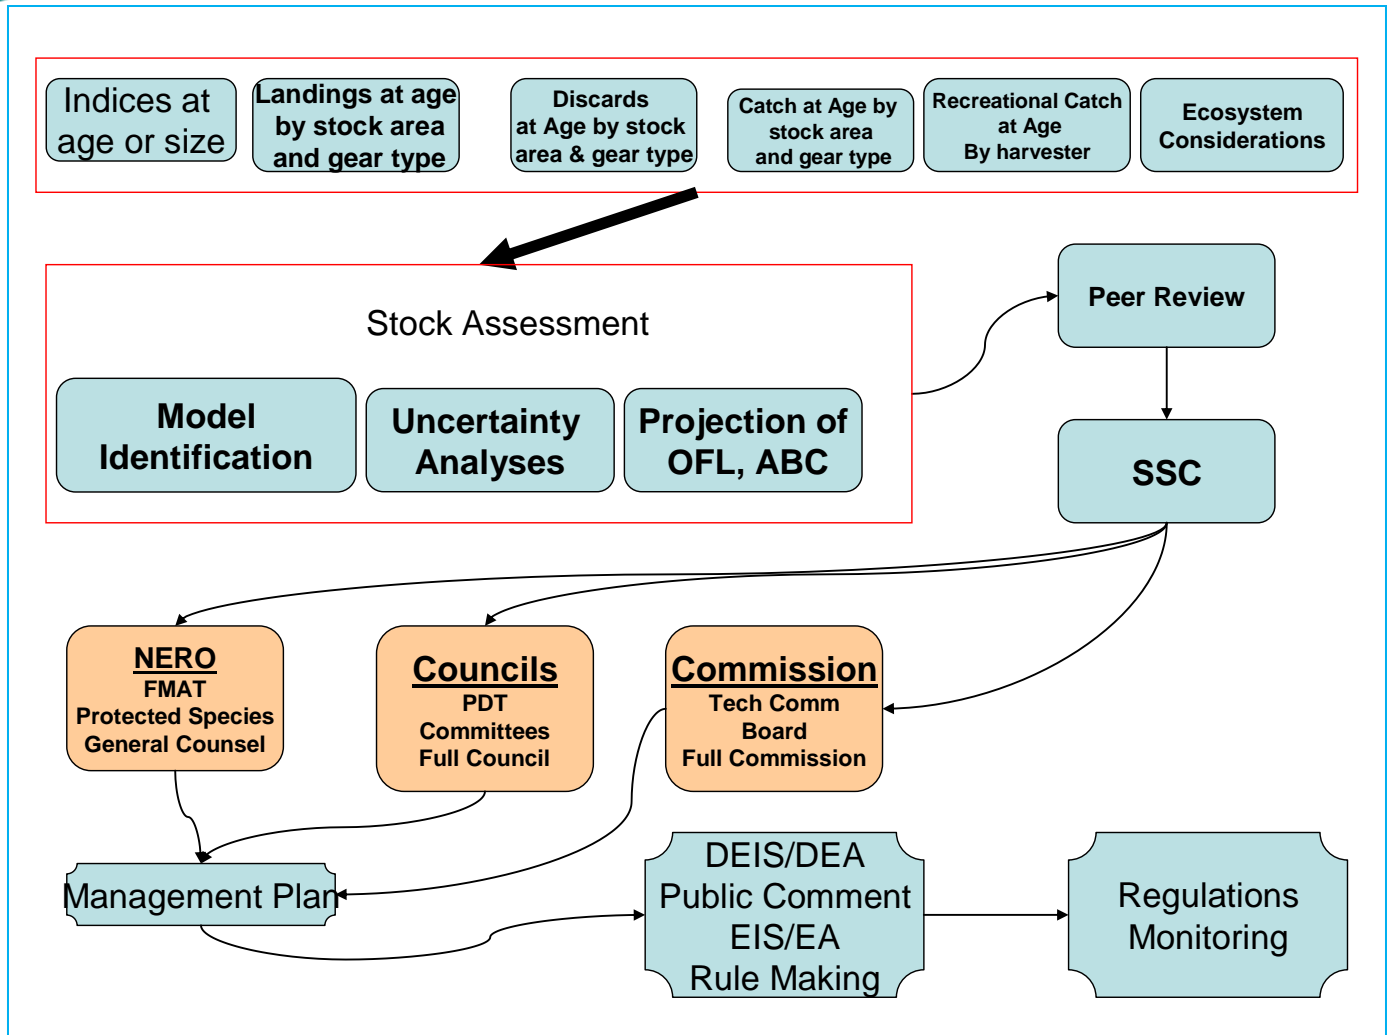 Indices at
age or size
Landings at age
by stock area
and gear type
Discards
at Age by stock
area & gear type
Catch at Age by
stock area
and gear type
Recreational Catch
at Age
By harvester
Ecosystem
Considerations
Stock Assessment
Model
Identification
Uncertainty
Analyses
Projection of
OFL, ABC
Peer Review
SSC
NERO
FMAT
Protected Species
General Counsel
Councils
PDT
Committees
Full Council
Commission
Tech Comm
Board
Full Commission
Management Plan
DEIS/DEA
Public Comment
EIS/EA
Rule Making
Regulations
Monitoring